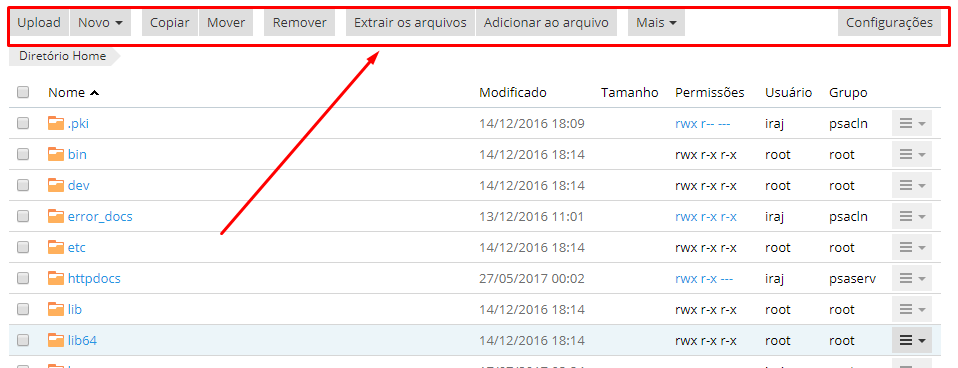 Upload Novo Copiar Mover Remover Extrair os arquivos Adicionar ao arquivo Mais Configurações
Diretório Home
Nome Modificado Tamanho Permissões Usuário Grupo
.pki 14/12/2016 18:09 rwx r-- --- iraj psacln
bin 14/12/2016 18:14 rwx r-x r-x root root
dev 14/12/2016 18:14 rwx r-x r-x root root
error_docs 13/12/2016 11:01 rwx r-x r-x iraj psacln
etc 14/12/2016 18:14 rwx r-x r-x root root
httpdocs 27/05/2017 00:02 rwx r-x --- iraj psaserv
lib 14/12/2016 18:14 rwx r-x r-x root root
lib64 14/12/2016 18:14 rwx r-x r-x root root